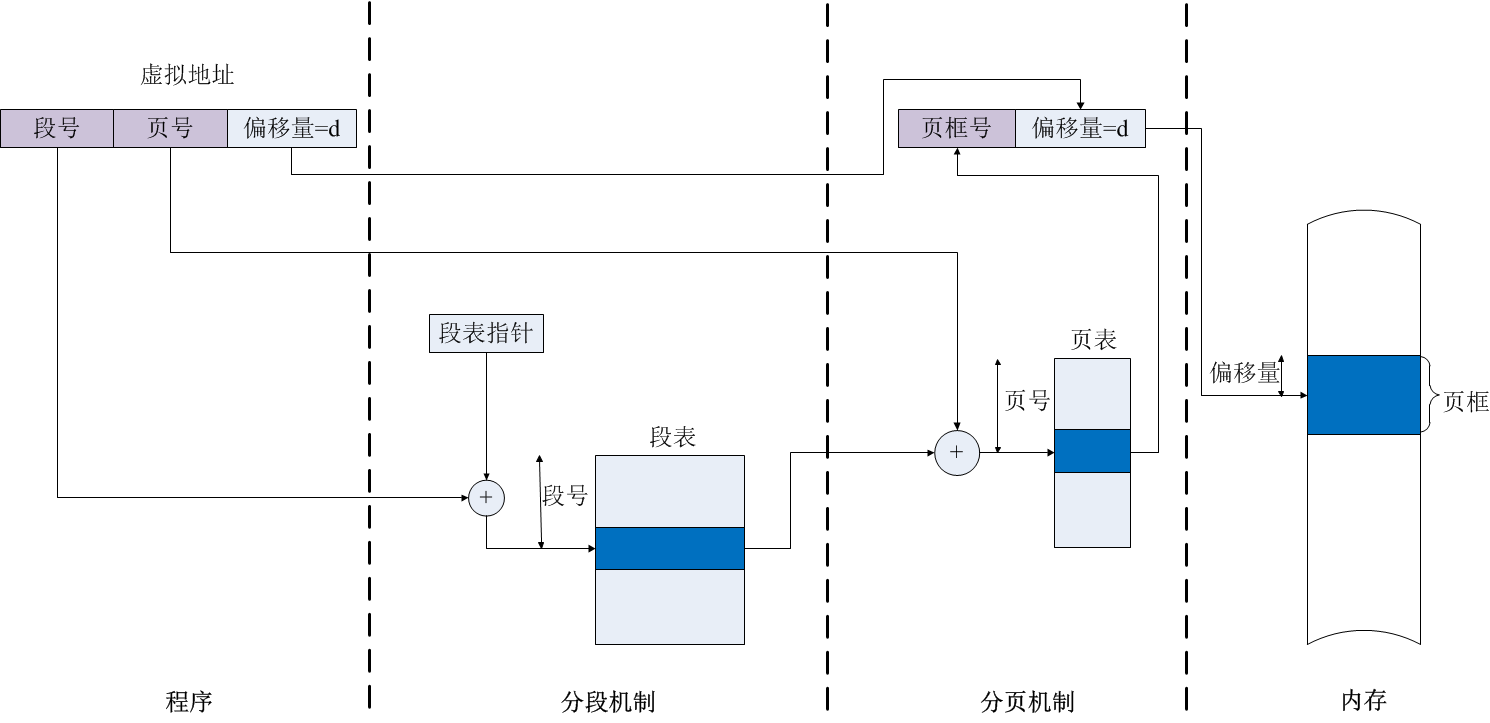 虚拟地址
段号 页号 偏移量=d
页框号 偏移量=d
段表指针
+
段号
段表
+
页号
页表
偏移量
页框
程序
分段机制
分页机制
内存